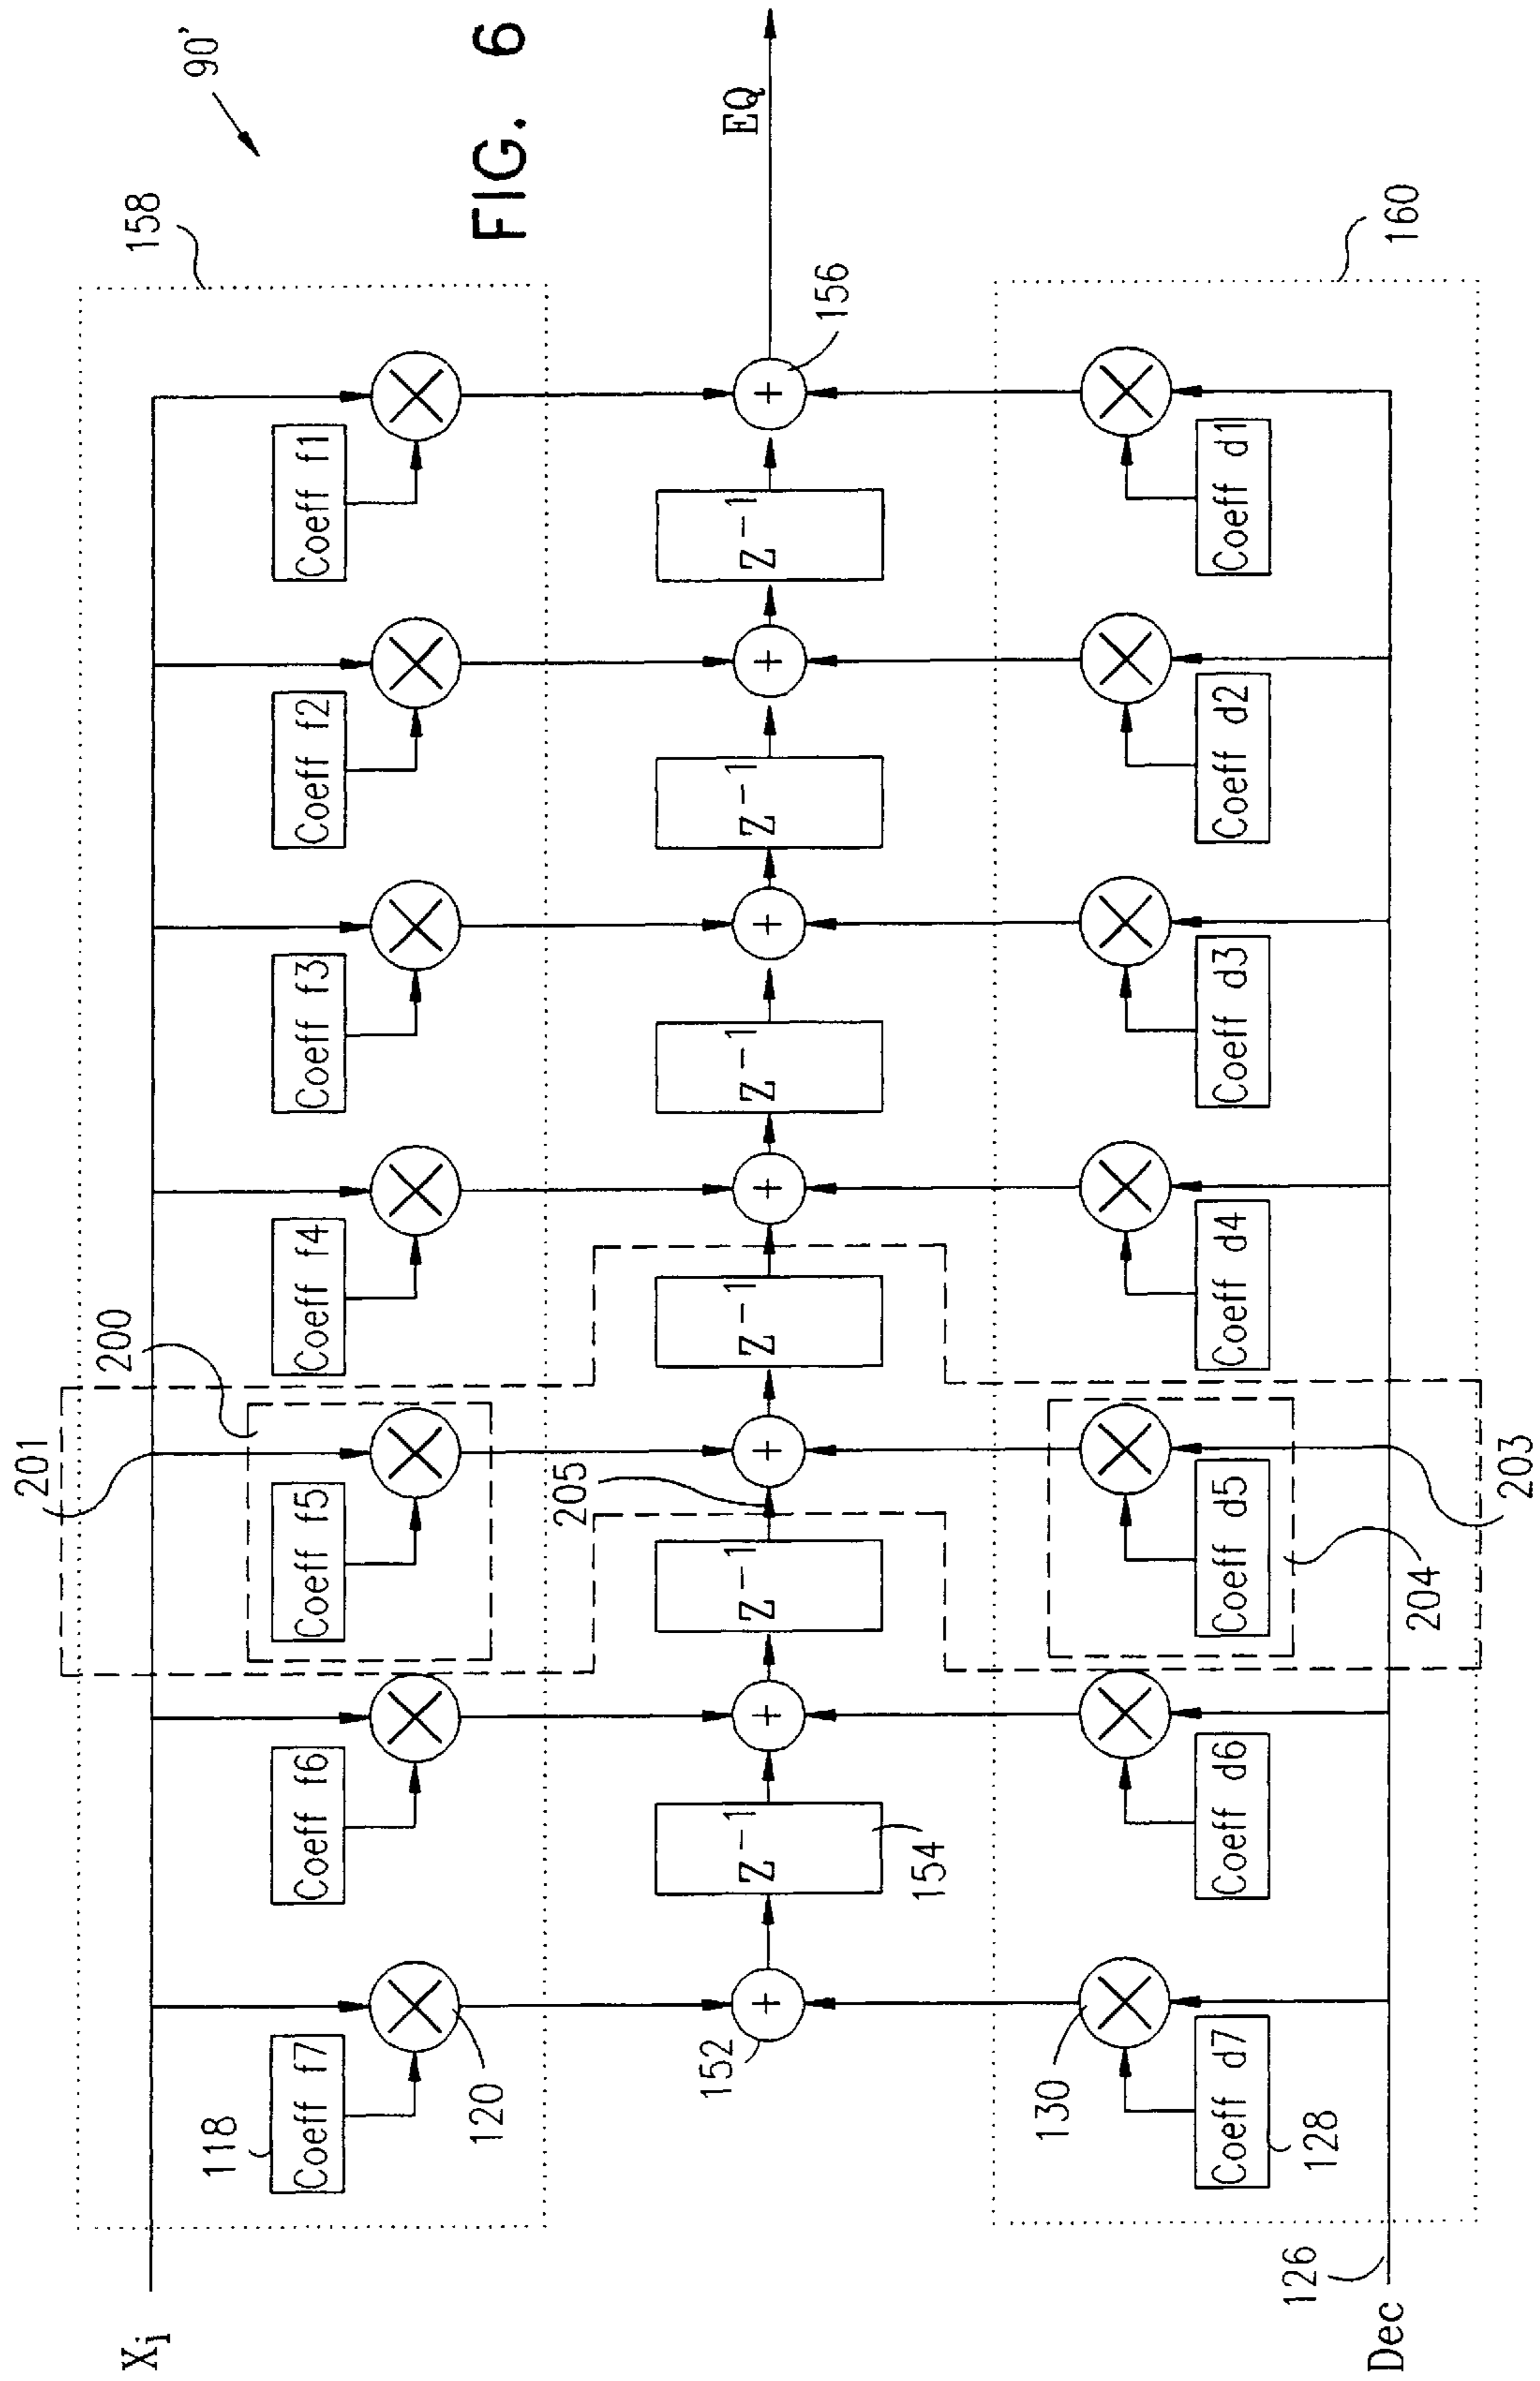 FIG. 6
90'
158
X_i
Coeff f7
Coeff f6
Coeff f5
Coeff f4
Coeff f3
Coeff f2
Coeff f1
118
120
201
200
152
Z^-1
Z^-1
Z^-1
Z^-1
Z^-1
Z^-1
154
205
156
EQ
130
Coeff d7
Coeff d6
Coeff d5
Coeff d4
Coeff d3
Coeff d2
Coeff d1
128
204
203
160
126
Dec
+
+
+
+
+
+
+